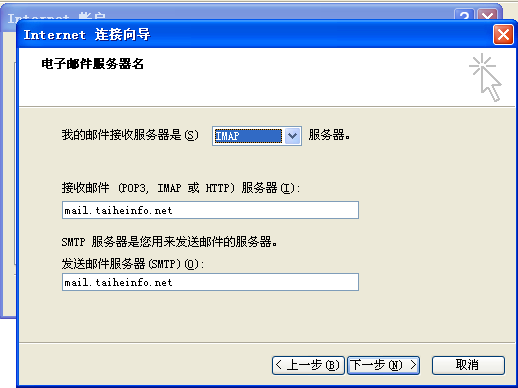 Internet 帐户
Internet 连接向导
电子邮件服务器名
我的邮件接收服务器是(S) IMAP 服务器。
接收邮件 (POP3, IMAP 或 HTTP) 服务器(I):
mail.taiheinfo.net
SMTP 服务器是您用来发送邮件的服务器。
发送邮件服务器(SMTP)(O):
mail.taiheinfo.net
< 上一步(B) 下一步(N) > 取消